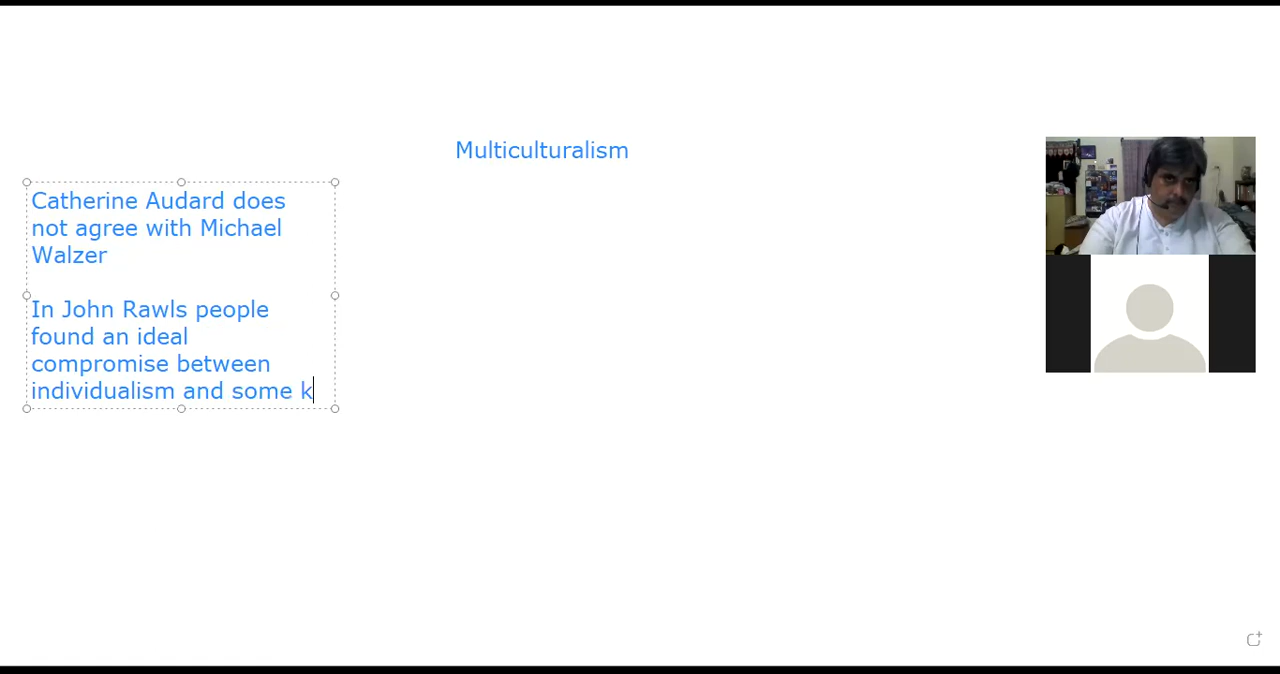 Multiculturalism
Catherine Audard does
not agree with Michael
Walzer
In John Rawls people
found an ideal
compromise between
individualism and some k